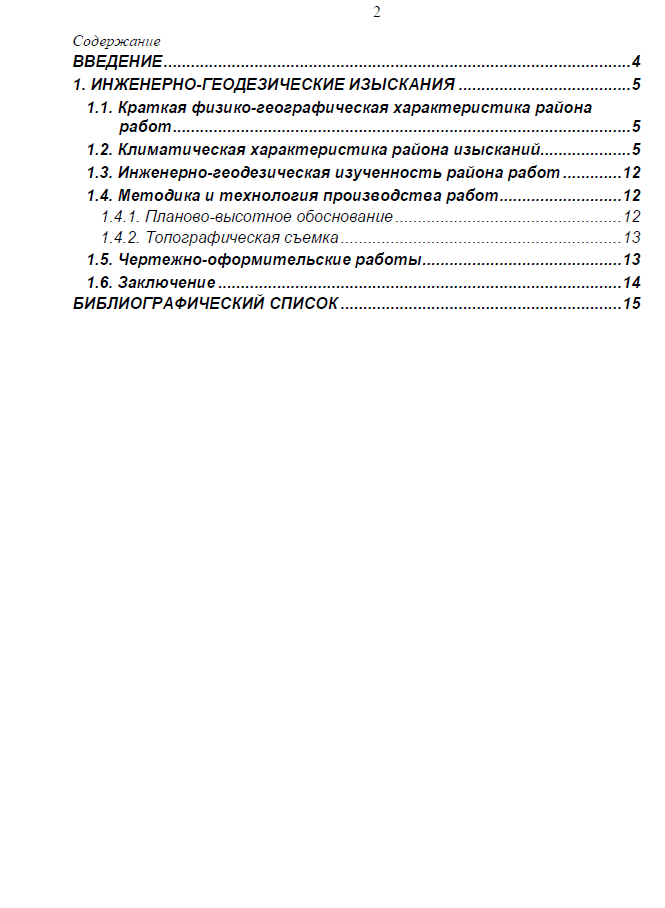 2
Содержание
ВВЕДЕНИЕ........................................................................................................4
1. ИНЖЕНЕРНО-ГЕОДЕЗИЧЕСКИЕ ИЗЫСКАНИЯ ......................................5
1.1. Краткая физико-географическая характеристика района
работ......................................................................................................5
1.2. Климатическая характеристика района изысканий...................5
1.3. Инженерно-геодезическая изученность района работ .............12
1.4. Методика и технология производства работ...........................12
1.4.1. Планово-высотное обоснование ..................................................12
1.4.2. Топографическая съемка..............................................................13
1.5. Чертежно-оформительские работы............................................13
1.6. Заключение .........................................................................................14
БИБЛИОГРАФИЧЕСКИЙ СПИСОК ..............................................................15